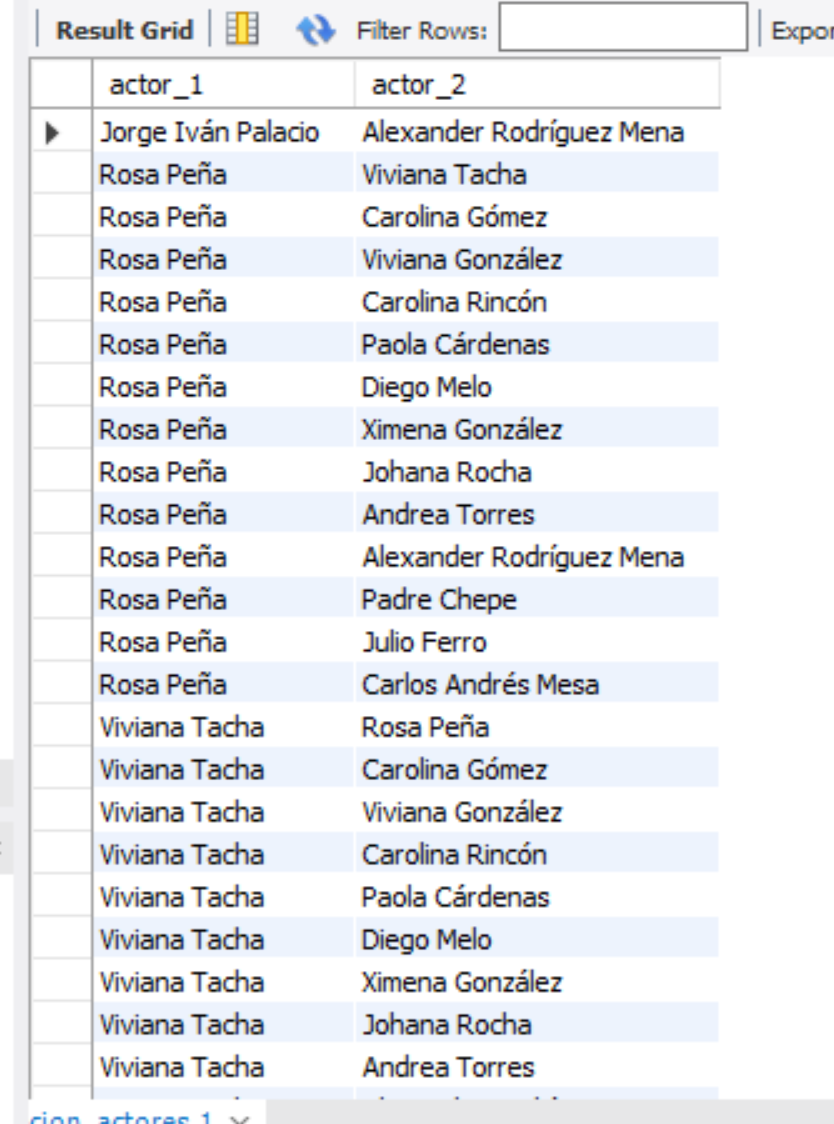 Result Grid Filter Rows: Expor
actor_1 actor_2
Jorge Iván Palacio Alexander Rodríguez Mena
Rosa Peña Viviana Tacha
Rosa Peña Carolina Gómez
Rosa Peña Viviana González
Rosa Peña Carolina Rincón
Rosa Peña Paola Cárdenas
Rosa Peña Diego Melo
Rosa Peña Ximena González
Rosa Peña Johana Rocha
Rosa Peña Andrea Torres
Rosa Peña Alexander Rodríguez Mena
Rosa Peña Padre Chepe
Rosa Peña Julio Ferro
Rosa Peña Carlos Andrés Mesa
Viviana Tacha Rosa Peña
Viviana Tacha Carolina Gómez
Viviana Tacha Viviana González
Viviana Tacha Carolina Rincón
Viviana Tacha Paola Cárdenas
Viviana Tacha Diego Melo
Viviana Tacha Ximena González
Viviana Tacha Johana Rocha
Viviana Tacha Andrea Torres
cion_actores 1